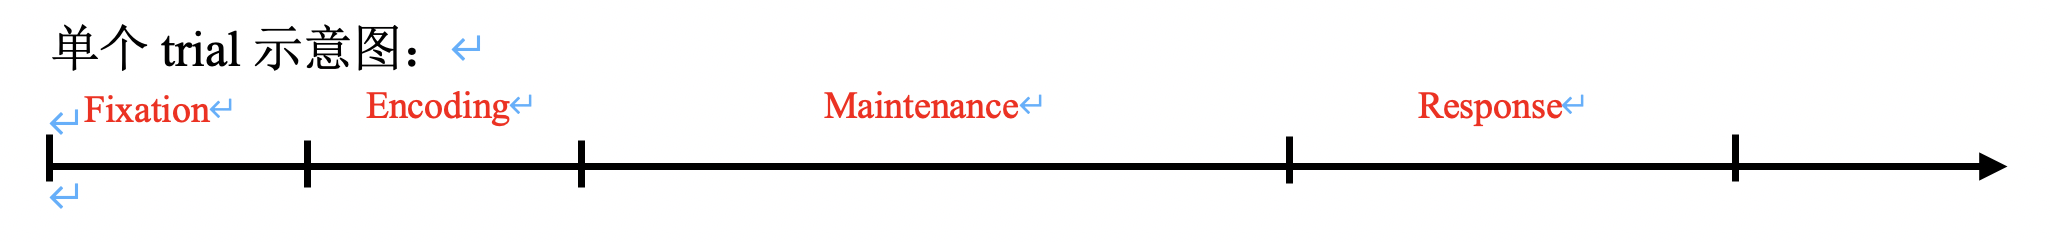 单个 trial 示意图：
Fixation Encoding Maintenance Response